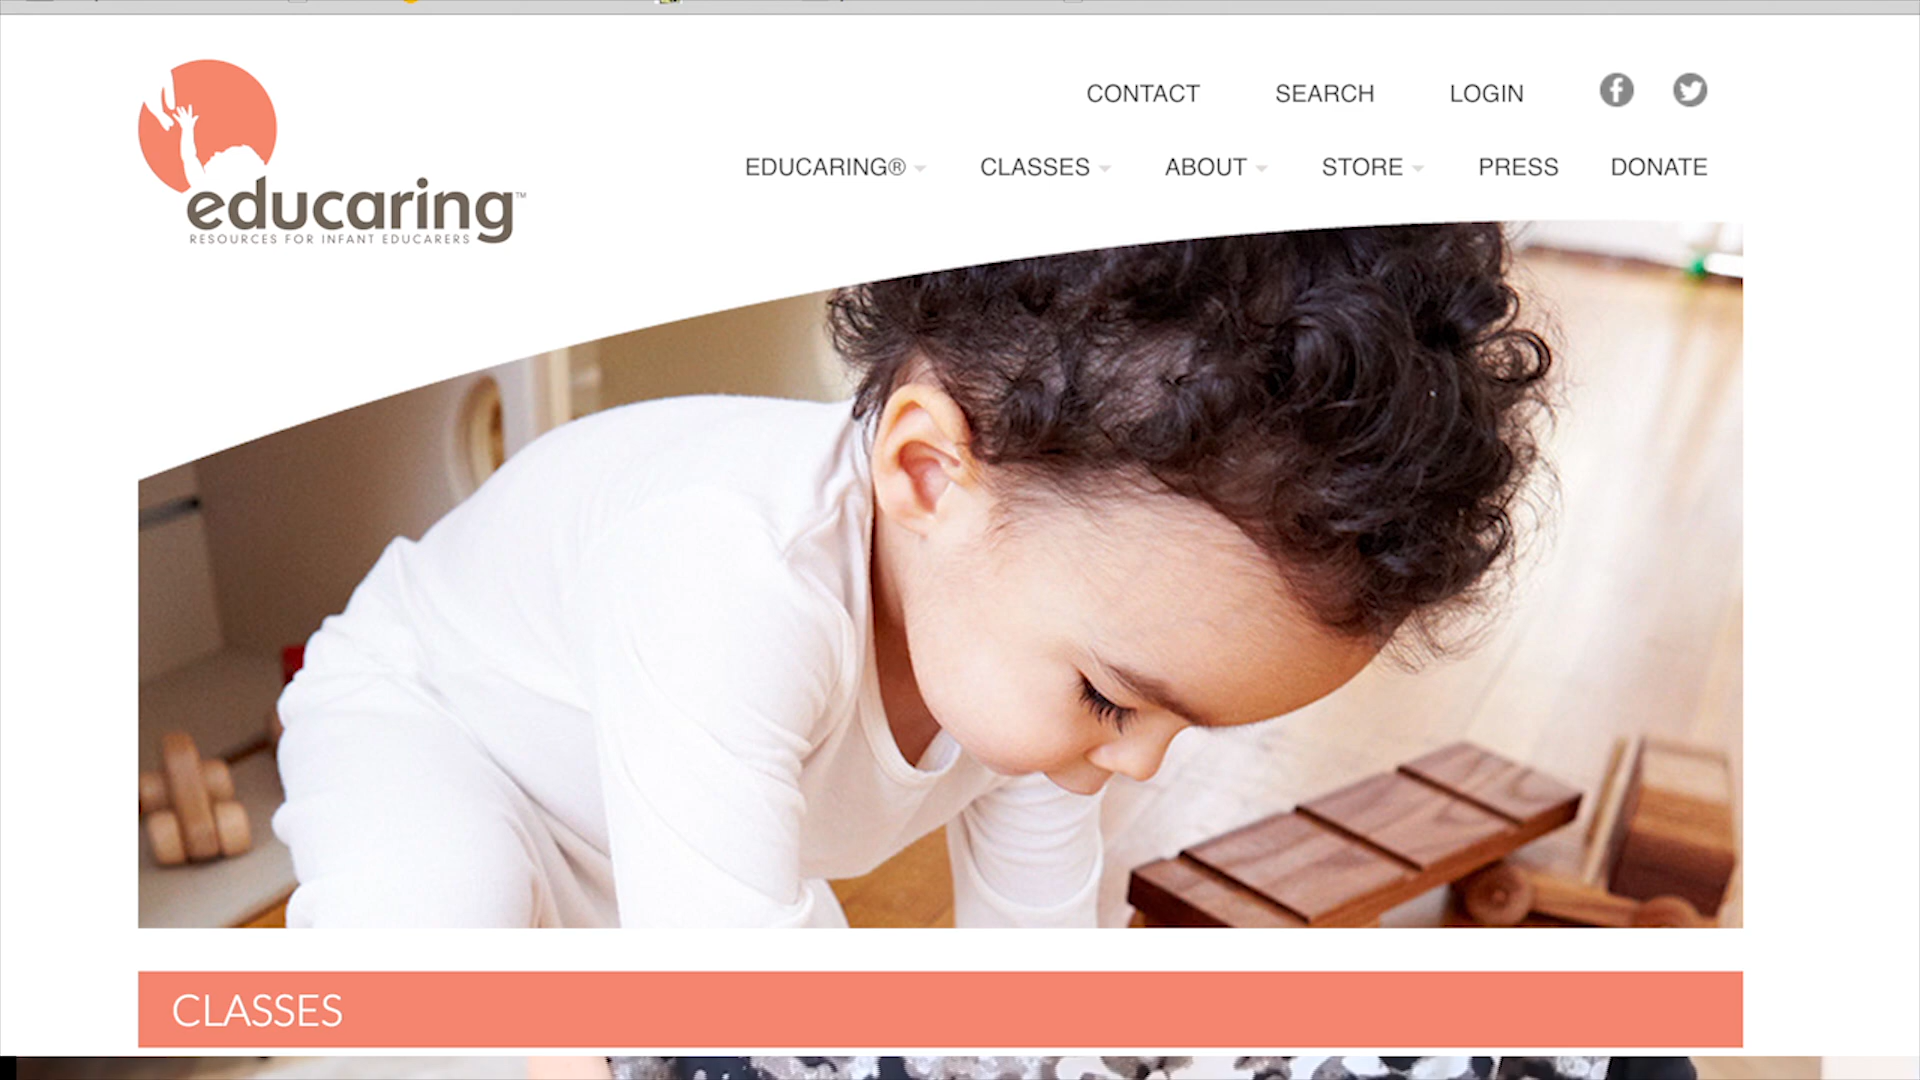 CONTACT SEARCH LOGIN
EDUCARING® CLASSES ABOUT STORE PRESS DONATE
educaring™
RESOURCES FOR INFANT EDUCARERS
CLASSES